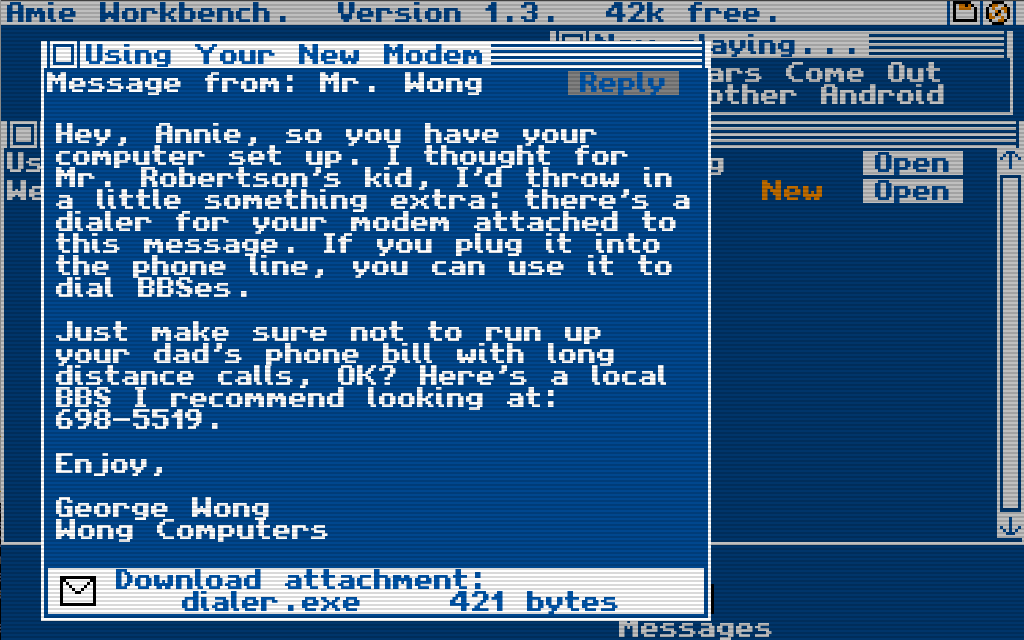 Amie Workbench. Version 1.3. 42k free.
playing...
Using Your New Modem
Message from: Mr. Wong
Reply
ars Come Out
other Android
Hey, Annie, so you have your
computer set up. I thought for
Mr. Robertson's kid, I'd throw in
a little something extra: there's a
dialer for your modem attached to
this message. If you plug it into
the phone line, you can use it to
dial BBSes.
Just make sure not to run up
your dad's phone bill with long
distance calls, OK? Here's a local
BBS I recommend looking at:
698-5519.
Enjoy,
George Wong
Wong Computers
Download attachment:
dialer.exe 421 bytes
Us
g
Open
We
New
Open
Messages